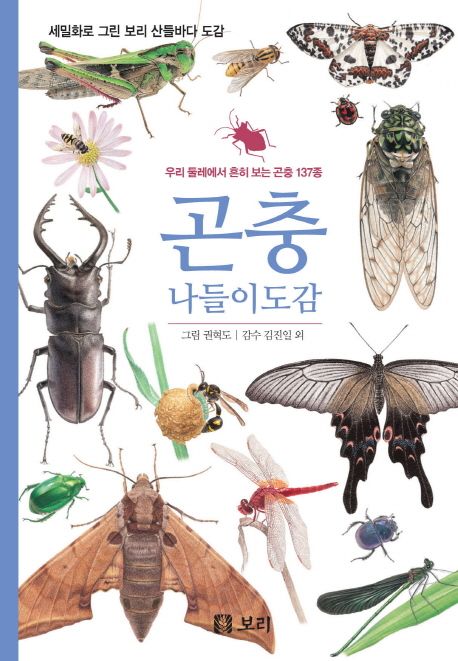 세밀화로 그린 보리 산들바다 도감
우리 둘레에서 흔히 보는 곤충 137종
곤충
나들이도감
그림 권혁도 | 감수 김진일 외
보리